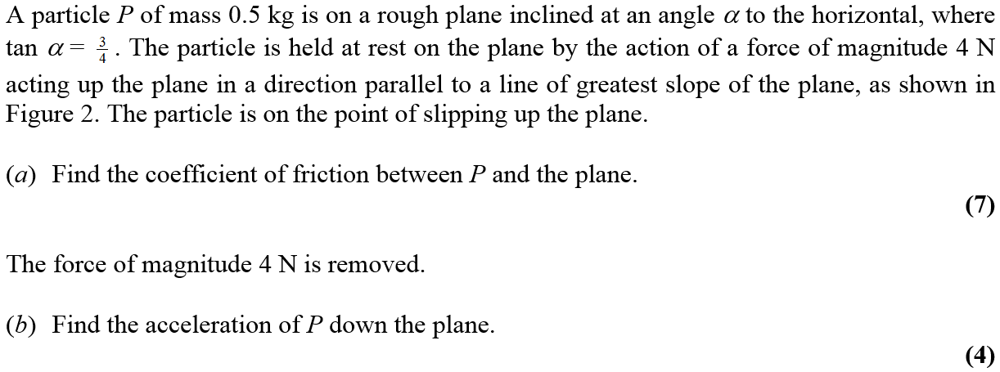 A particle P of mass 0.5 kg is on a rough plane inclined at an angle α to the horizontal, where
tan α = 3/4 . The particle is held at rest on the plane by the action of a force of magnitude 4 N
acting up the plane in a direction parallel to a line of greatest slope of the plane, as shown in
Figure 2. The particle is on the point of slipping up the plane.
(a) Find the coefficient of friction between P and the plane.
(7)
The force of magnitude 4 N is removed.
(b) Find the acceleration of P down the plane.
(4)